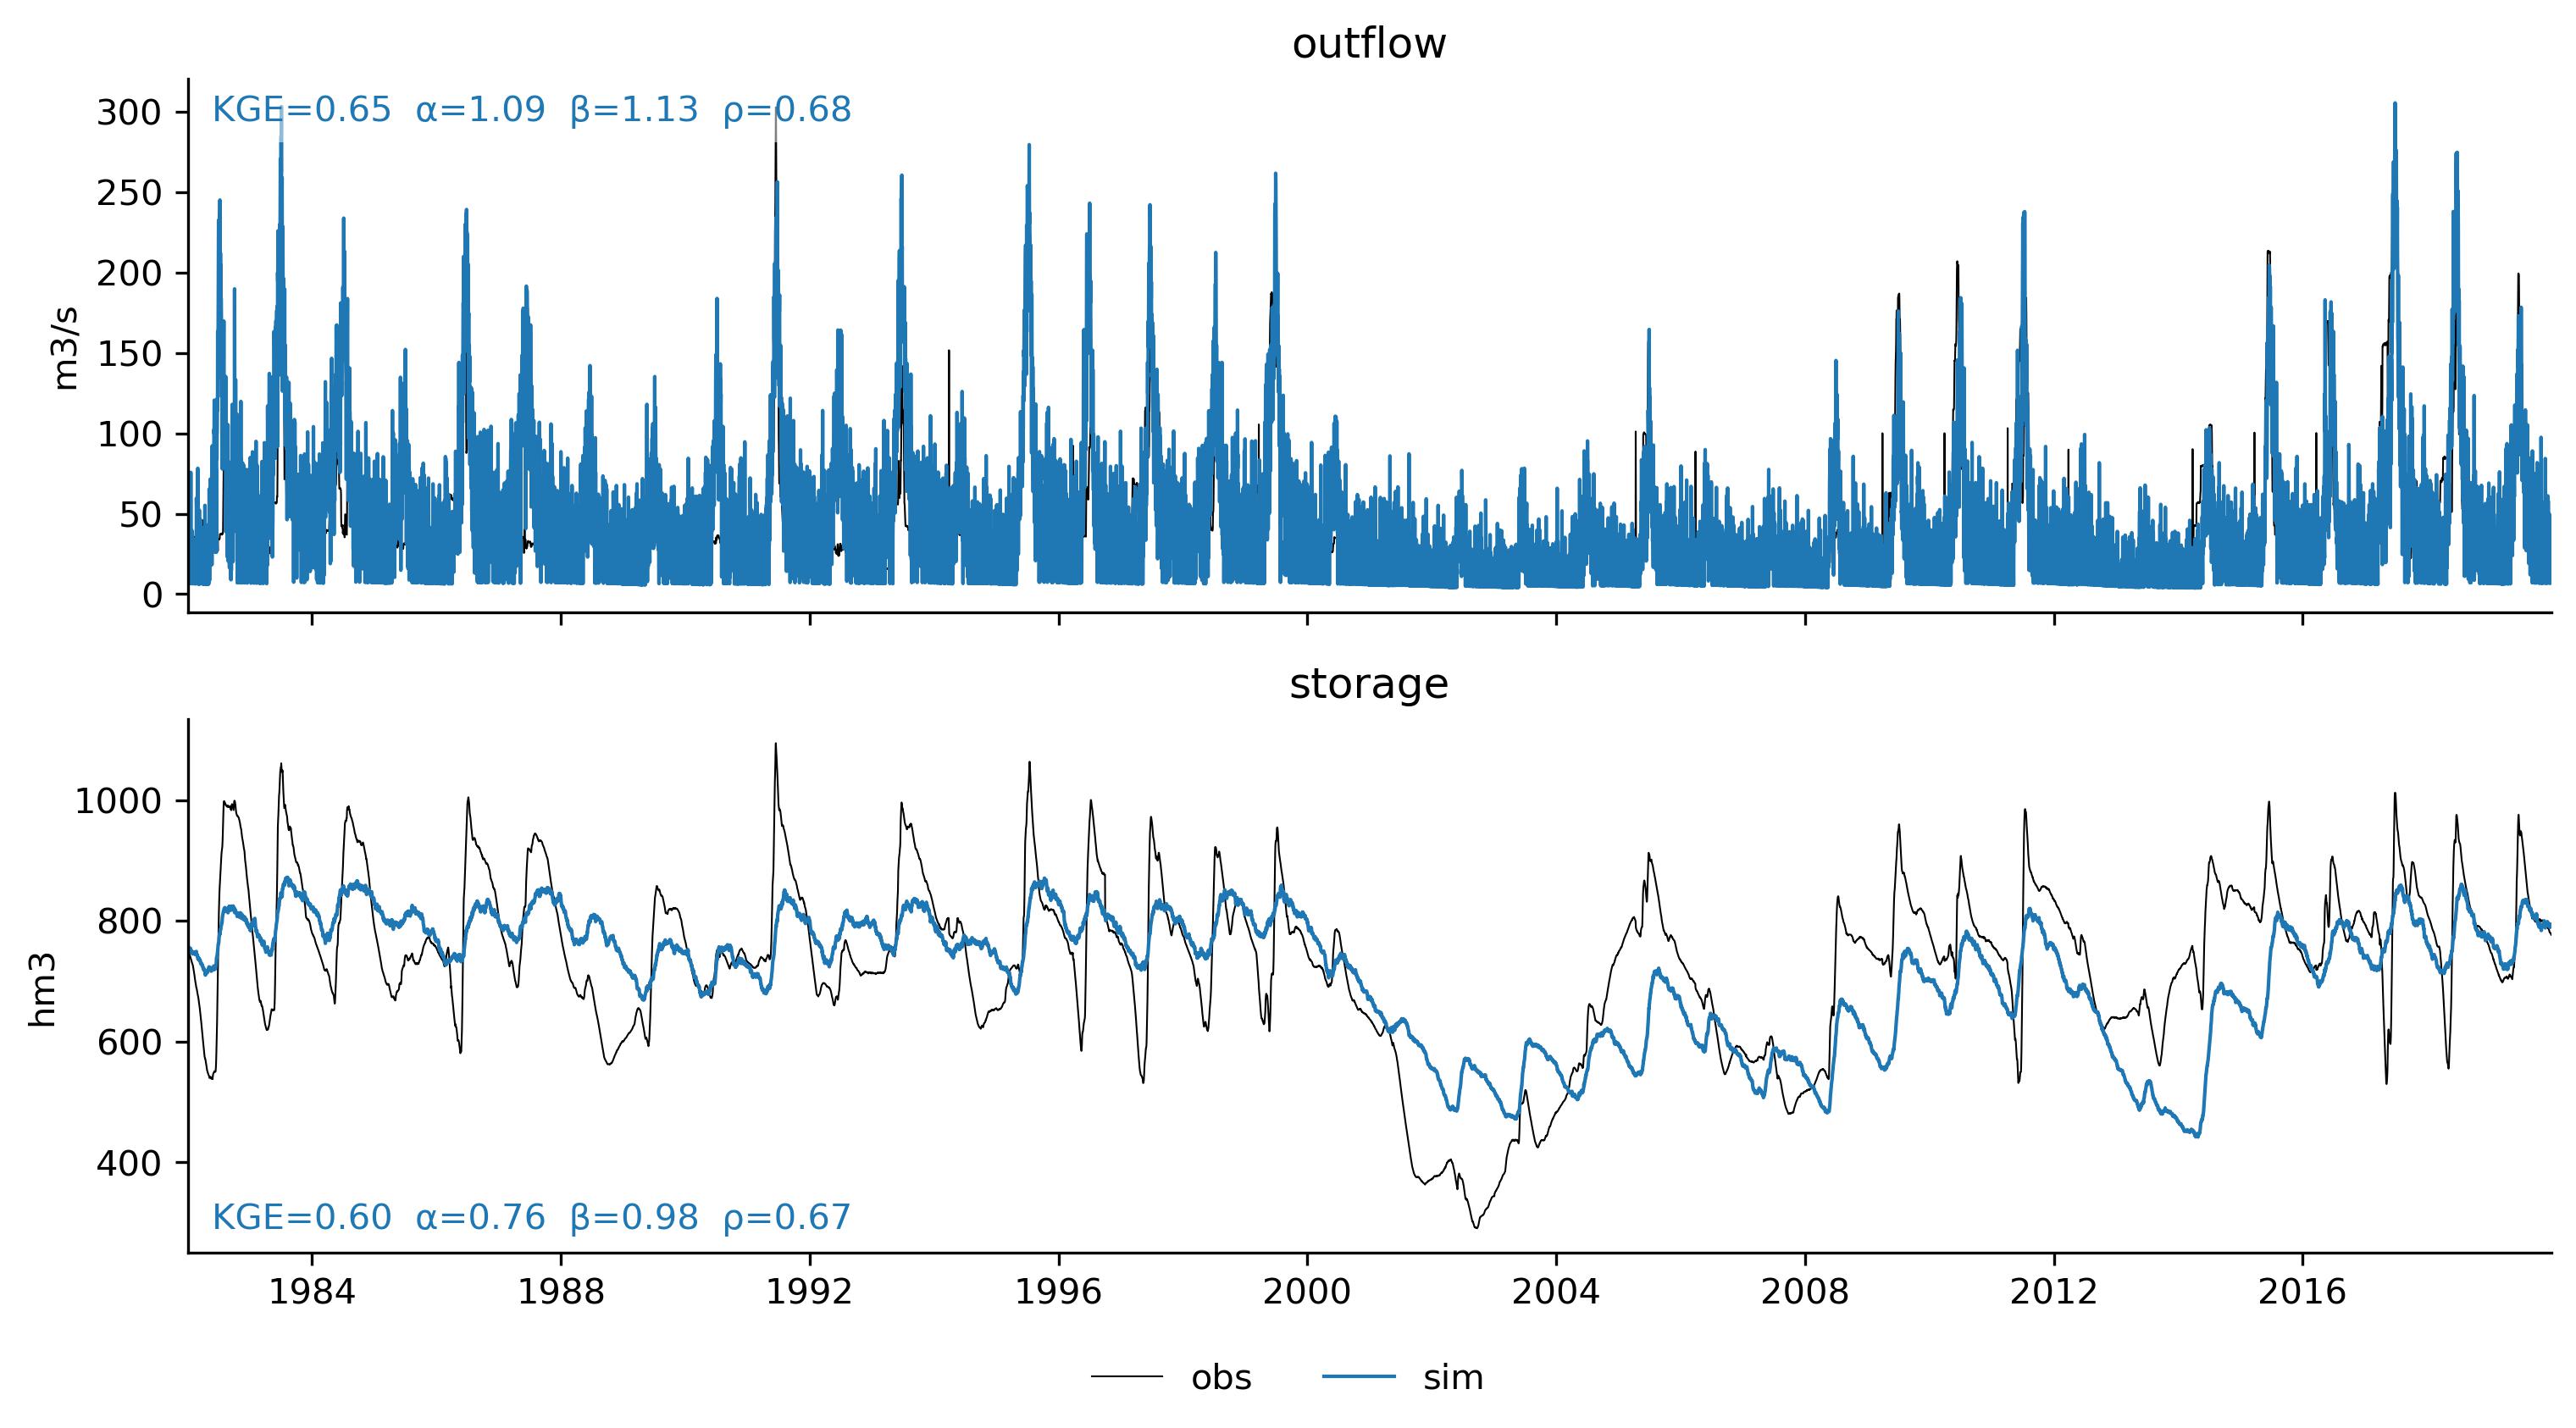 outflow
KGE=0.65 α=1.09 β=1.13 ρ=0.68
300
250
200
150
100
50
0
m3/s
storage
1000
800
600
400
hm3
KGE=0.60 α=0.76 β=0.98 ρ=0.67
1984 1988 1992 1996 2000 2004 2008 2012 2016
obs sim